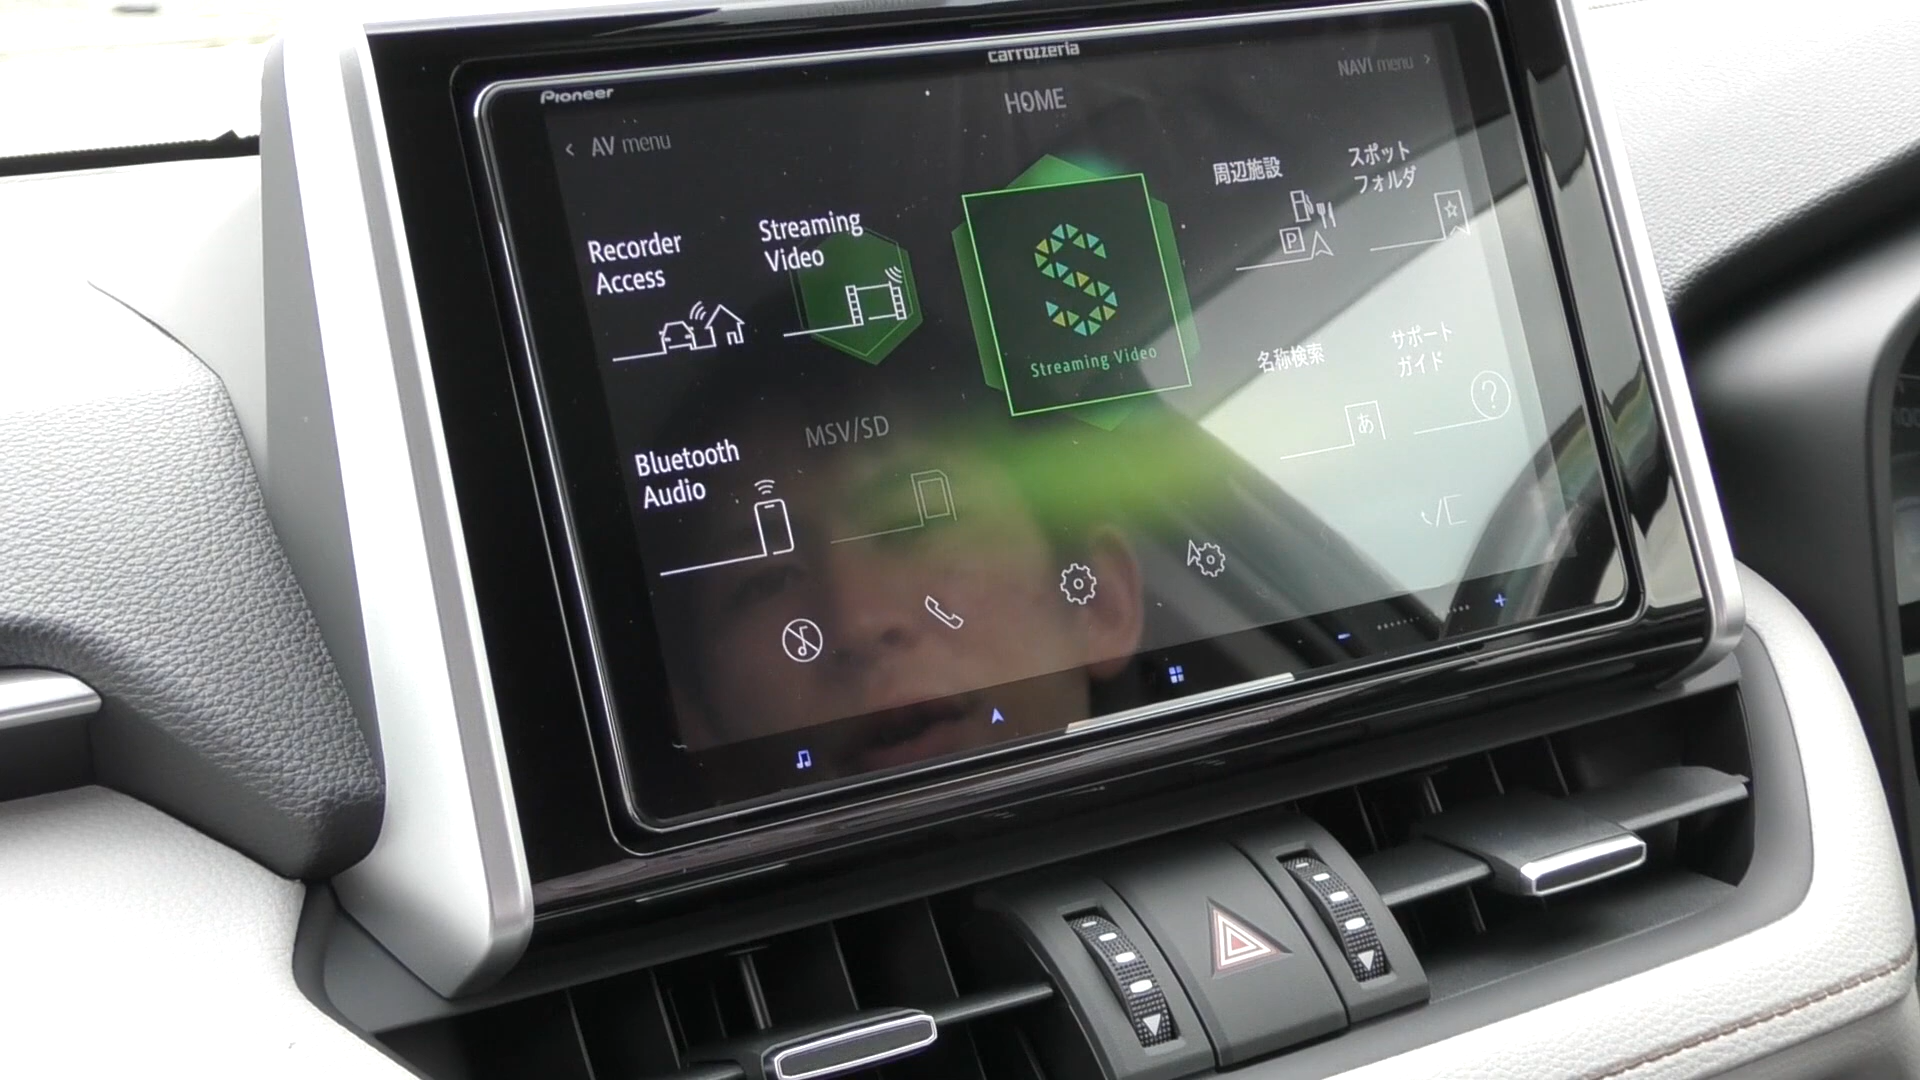 carrozzeria
Pioneer
NAVI menu
HOME
AV menu
Recorder
Access
Streaming
Video
Streaming Video
周辺施設
スポット
フォルダ
Bluetooth
Audio
MSV/SD
名称検索
あ
サポート
ガイド
P
?